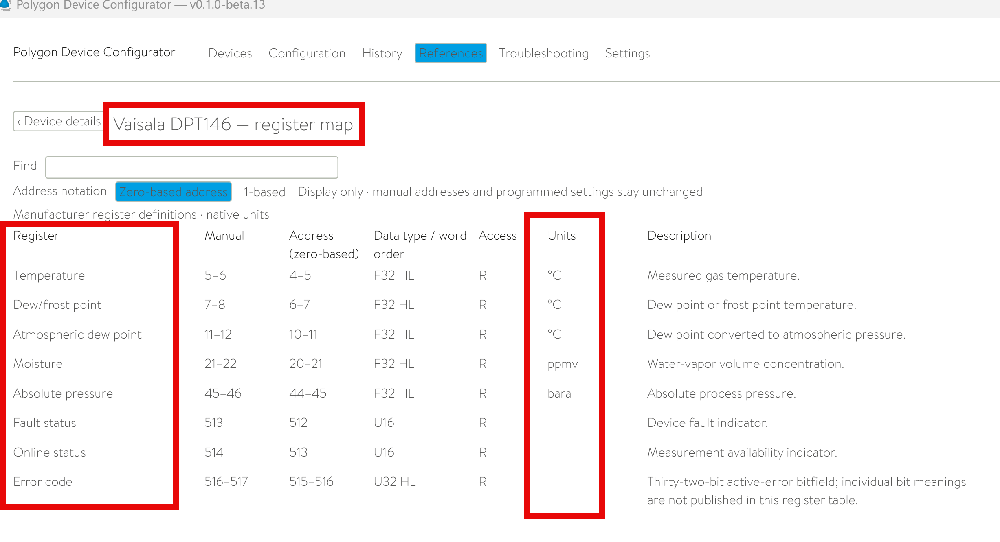 Polygon Device Configurator — v0.1.0-beta.13
Polygon Device Configurator Devices Configuration History References Troubleshooting Settings
‹ Device details Vaisala DPT146 – register map
Find
Address notation Zero-based address 1-based Display only · manual addresses and programmed settings stay unchanged
Manufacturer register definitions · native units
Register Manual Address (zero-based) Data type / word order Access Units Description
Temperature 5–6 4–5 F32 HL R °C Measured gas temperature.
Dew/frost point 7–8 6–7 F32 HL R °C Dew point or frost point temperature.
Atmospheric dew point 11–12 10–11 F32 HL R °C Dew point converted to atmospheric pressure.
Moisture 21–22 20–21 F32 HL R ppmv Water-vapor volume concentration.
Absolute pressure 45–46 44–45 F32 HL R bara Absolute process pressure.
Fault status 513 512 U16 R Device fault indicator.
Online status 514 513 U16 R Measurement availability indicator.
Error code 516–517 515–516 U32 HL R Thirty-two-bit active-error bitfield; individual bit meanings
are not published in this register table.